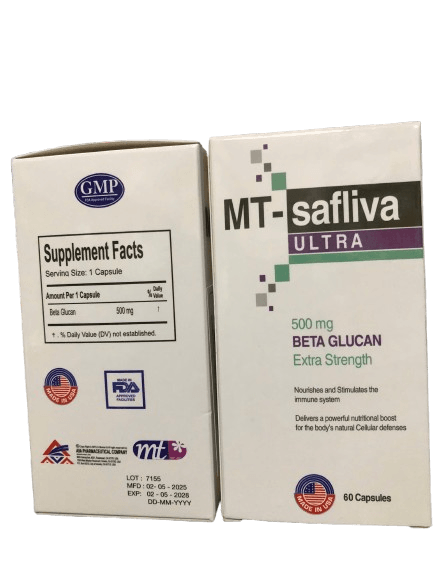 GMP
FDA Approved Facility
Supplement Facts
Serving Size: 1 Capsule
Amount Per 1 Capsule % Daily Value
Beta Glucan 500 mg †
† . % Daily Value (DV) not established.
MADE IN USA
MADE IN
FDA
APPROVED
FACILITIES
PHARMACEUTICAL COMPANY
mt
LOT : 7155
MFD : 02- 05 - 2025
EXP: 02 - 05 - 2028
DD-MM-YYYY
MT-safliva
ULTRA
500 mg
BETA GLUCAN
Extra Strength
Nourishes and Stimulates the
immune system
Delivers a powerful nutritional boost
for the body's natural Cellular defenses
MADE IN USA
60 Capsules